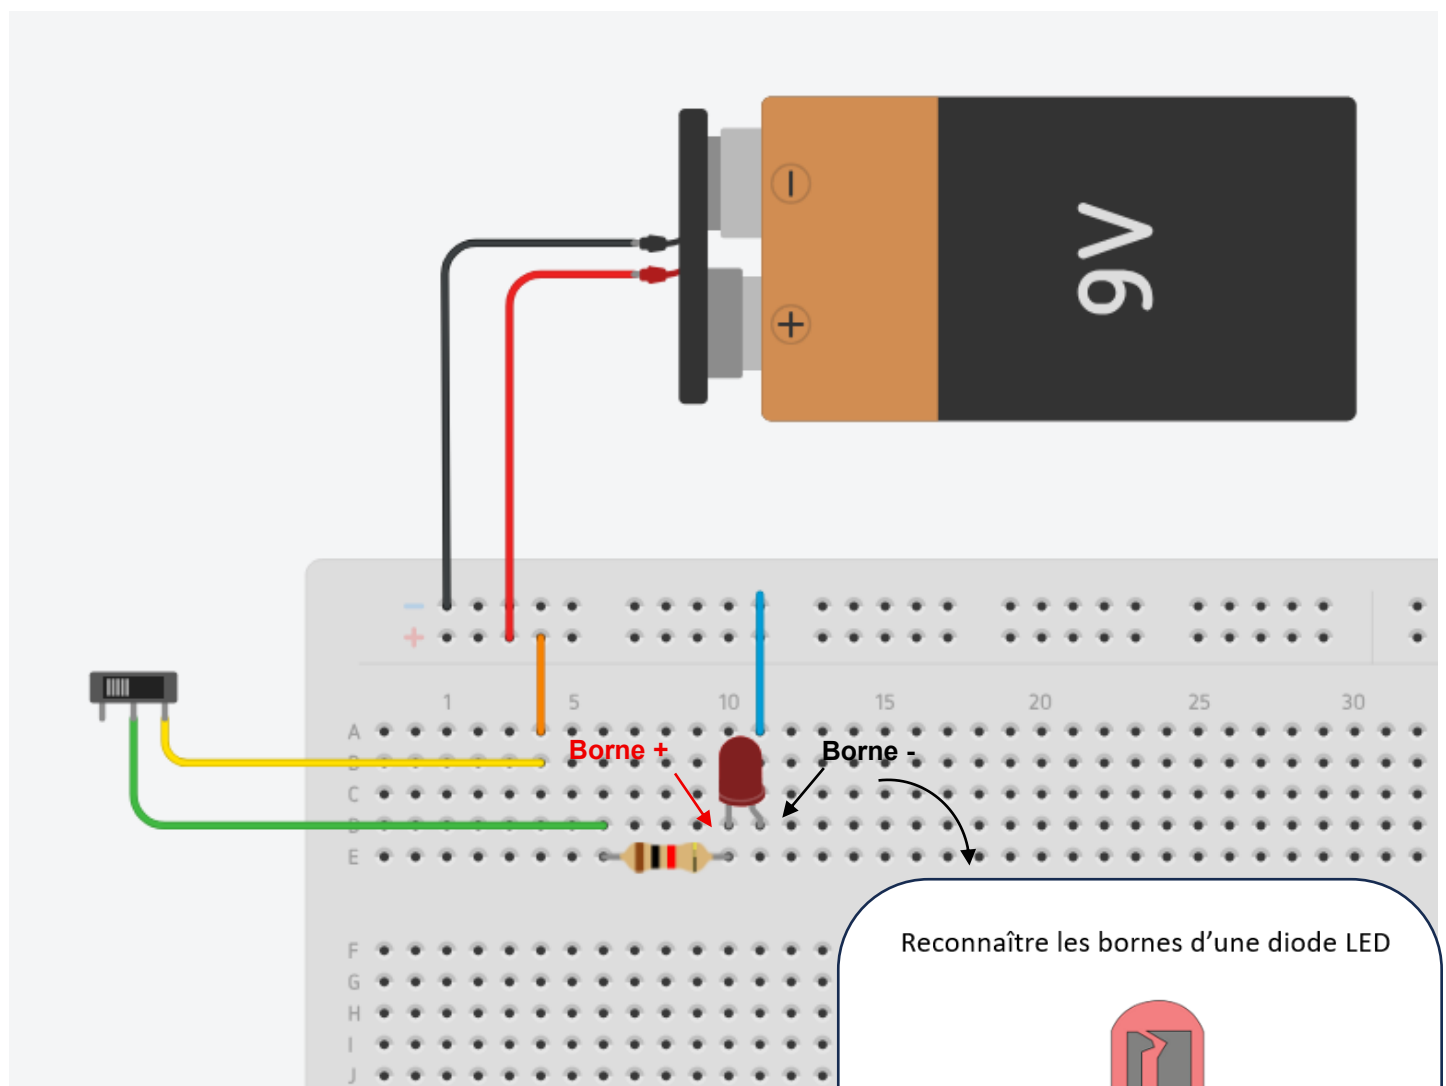 −
+
9V
−
+
1 5 10 15 20 25 30
A
Borne +
Borne -
B
C
D
E
Reconnaître les bornes d’une diode LED
F
G
H
I
J